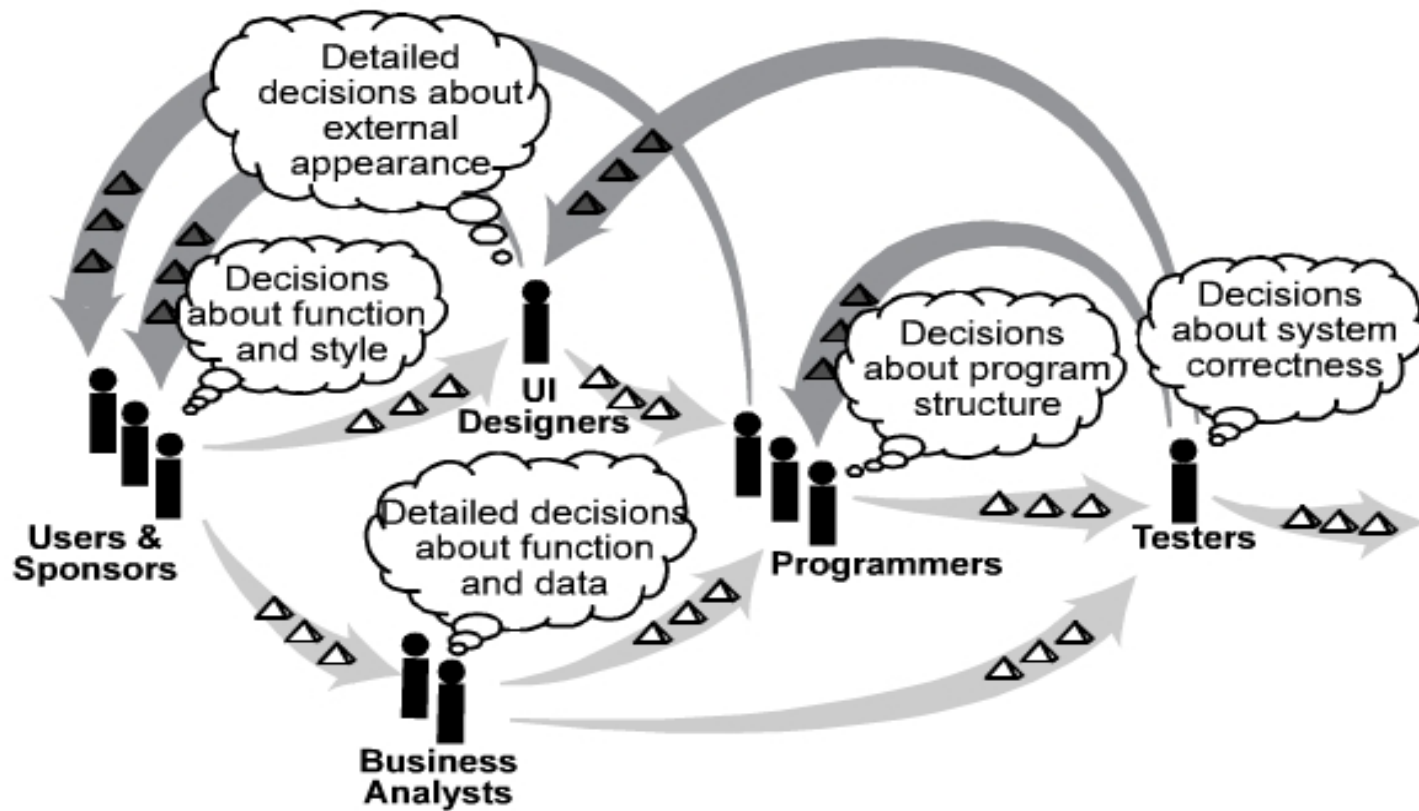 Detailed
decisions about
external
appearance
Decisions
about function
and style
UI
Designers
Decisions
about program
structure
Decisions
about system
correctness
Users &
Sponsors
Detailed decisions
about function
and data
Programmers
Testers
Business
Analysts